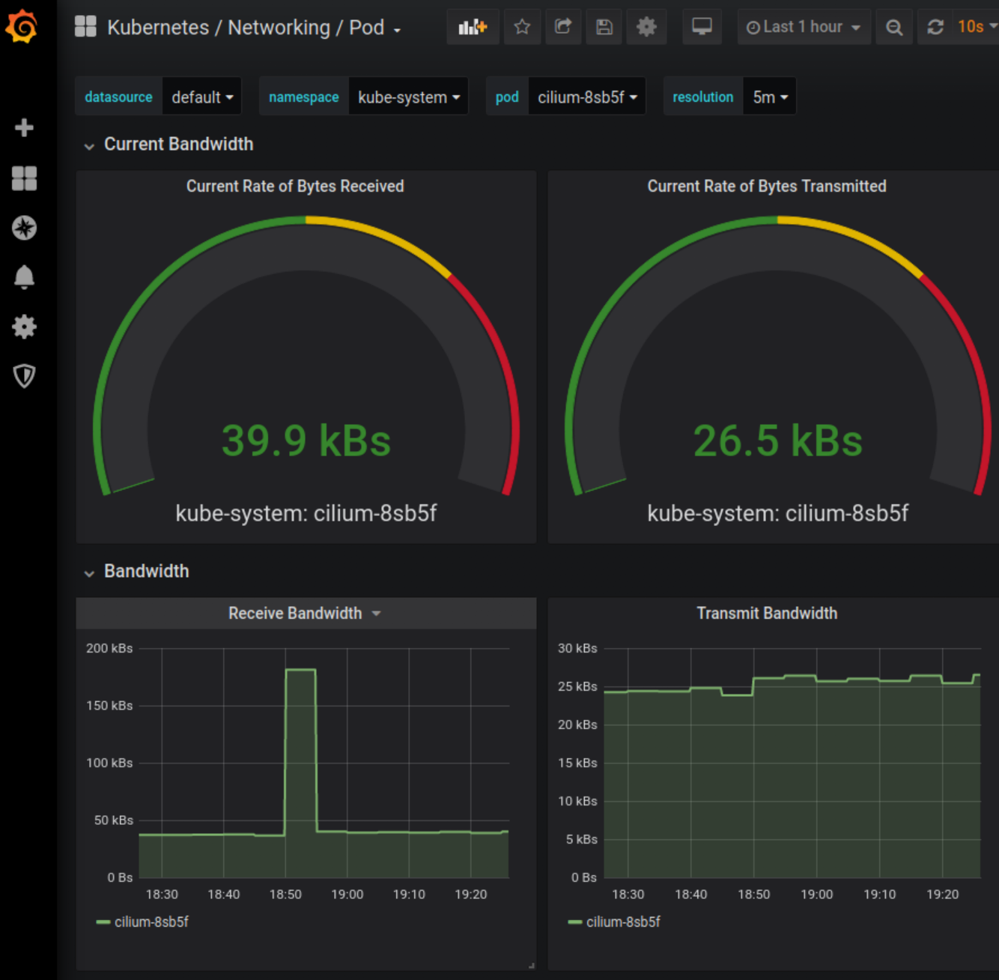 Kubernetes / Networking / Pod
Last 1 hour
10s
datasource default namespace kube-system pod cilium-8sb5f resolution 5m
Current Bandwidth
Current Rate of Bytes Received
39.9 kBs
kube-system: cilium-8sb5f
Current Rate of Bytes Transmitted
26.5 kBs
kube-system: cilium-8sb5f
Bandwidth
Receive Bandwidth
200 kBs
150 kBs
100 kBs
50 kBs
0 Bs
18:30 18:40 18:50 19:00 19:10 19:20
cilium-8sb5f
Transmit Bandwidth
30 kBs
25 kBs
20 kBs
15 kBs
10 kBs
5 kBs
0 Bs
18:30 18:40 18:50 19:00 19:10 19:20
cilium-8sb5f